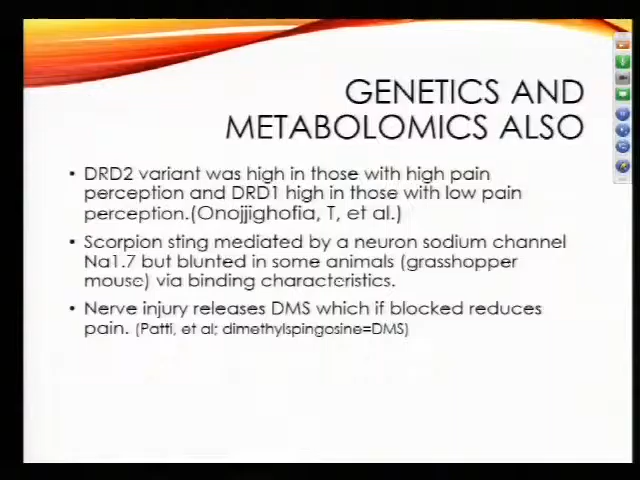 GENETICS AND
METABOLOMICS ALSO
• DRD2 variant was high in those with high pain
perception and DRD1 high in those with low pain
perception.(Onojjighofia, T, et al.)
• Scorpion sting mediated by a neuron sodium channel
Na1.7 but blunted in some animals (grasshopper
mouse) via binding characteristics.
• Nerve injury releases DMS which if blocked reduces
pain. (Patti, et al; dimethylspingosine=DMS)